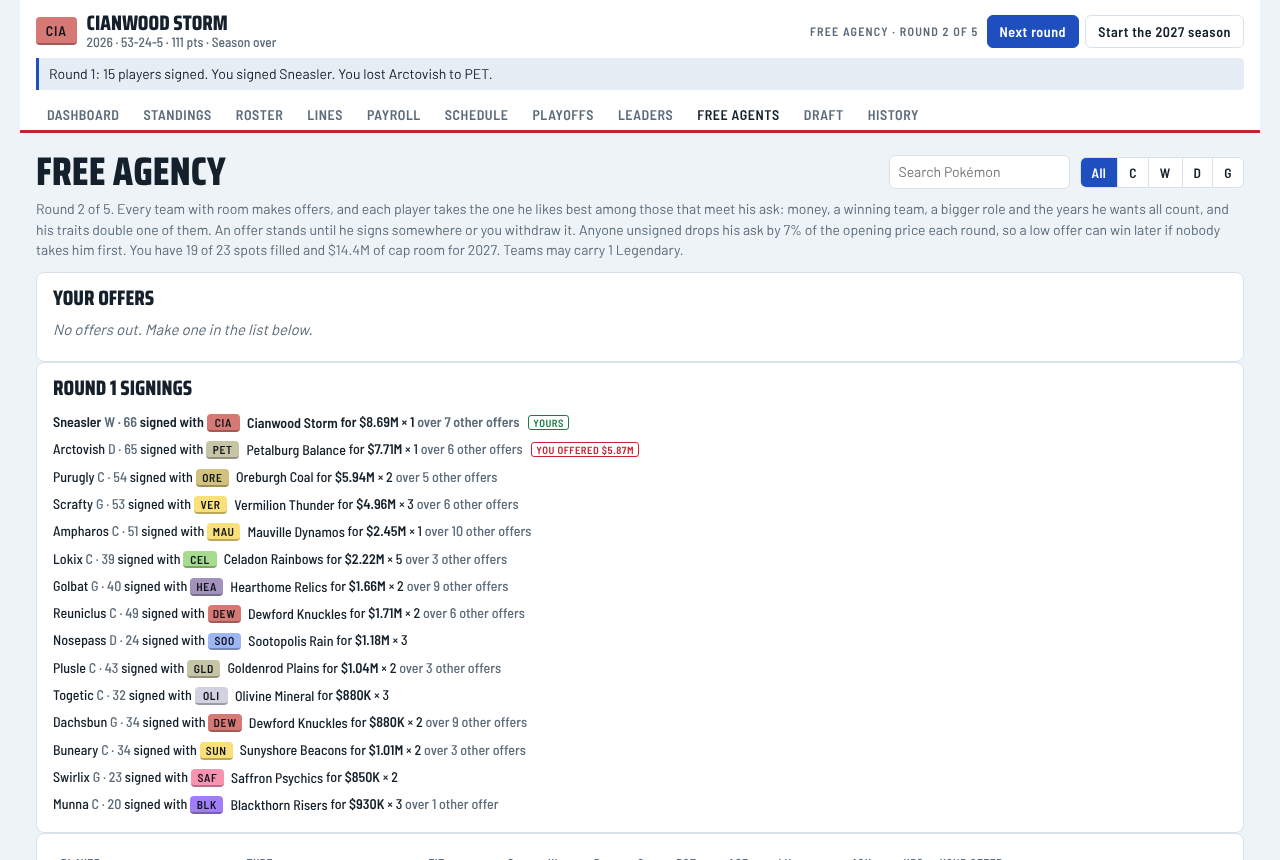 CIA
CIANWOOD STORM
2026 · 53-24-5 · 111 pts · Season over
FREE AGENCY · ROUND 2 OF 5
Next round
Start the 2027 season
Round 1: 15 players signed. You signed Sneasler. You lost Arctovish to PET.
DASHBOARD STANDINGS ROSTER LINES PAYROLL SCHEDULE PLAYOFFS LEADERS FREE AGENTS DRAFT HISTORY
FREE AGENCY
Search Pokémon
All C W D G
Round 2 of 5. Every team with room makes offers, and each player takes the one he likes best among those that meet his ask: money, a winning team, a bigger role and the years he wants all count, and
his traits double one of them. An offer stands until he signs somewhere or you withdraw it. Anyone unsigned drops his ask by 7% of the opening price each round, so a low offer can win later if nobody
takes him first. You have 19 of 23 spots filled and $14.4M of cap room for 2027. Teams may carry 1 Legendary.
YOUR OFFERS
No offers out. Make one in the list below.
ROUND 1 SIGNINGS
Sneasler W · 66 signed with CIA Cianwood Storm for $8.69M × 1 over 7 other offers YOURS
Arctovish D · 65 signed with PET Petalburg Balance for $7.71M × 1 over 6 other offers YOU OFFERED $5.87M
Purugly C · 54 signed with ORE Oreburgh Coal for $5.94M × 2 over 5 other offers
Scrafty G · 53 signed with VER Vermilion Thunder for $4.96M × 3 over 6 other offers
Ampharos C · 51 signed with MAU Mauville Dynamos for $2.45M × 1 over 10 other offers
Lokix C · 39 signed with CEL Celadon Rainbows for $2.22M × 5 over 3 other offers
Golbat G · 40 signed with HEA Hearthome Relics for $1.66M × 2 over 9 other offers
Reuniclus C · 49 signed with DEW Dewford Knuckles for $1.71M × 2 over 6 other offers
Nosepass D · 24 signed with SOO Sootopolis Rain for $1.18M × 3
Plusle C · 43 signed with GLD Goldenrod Plains for $1.04M × 2 over 3 other offers
Togetic C · 32 signed with OLI Olivine Mineral for $880K × 3
Dachsbun G · 34 signed with DEW Dewford Knuckles for $880K × 2 over 9 other offers
Buneary C · 34 signed with SUN Sunyshore Beacons for $1.01M × 2 over 3 other offers
Swirlix G · 23 signed with SAF Saffron Psychics for $850K × 2
Munna C · 20 signed with BLK Blackthorn Risers for $930K × 3 over 1 other offer